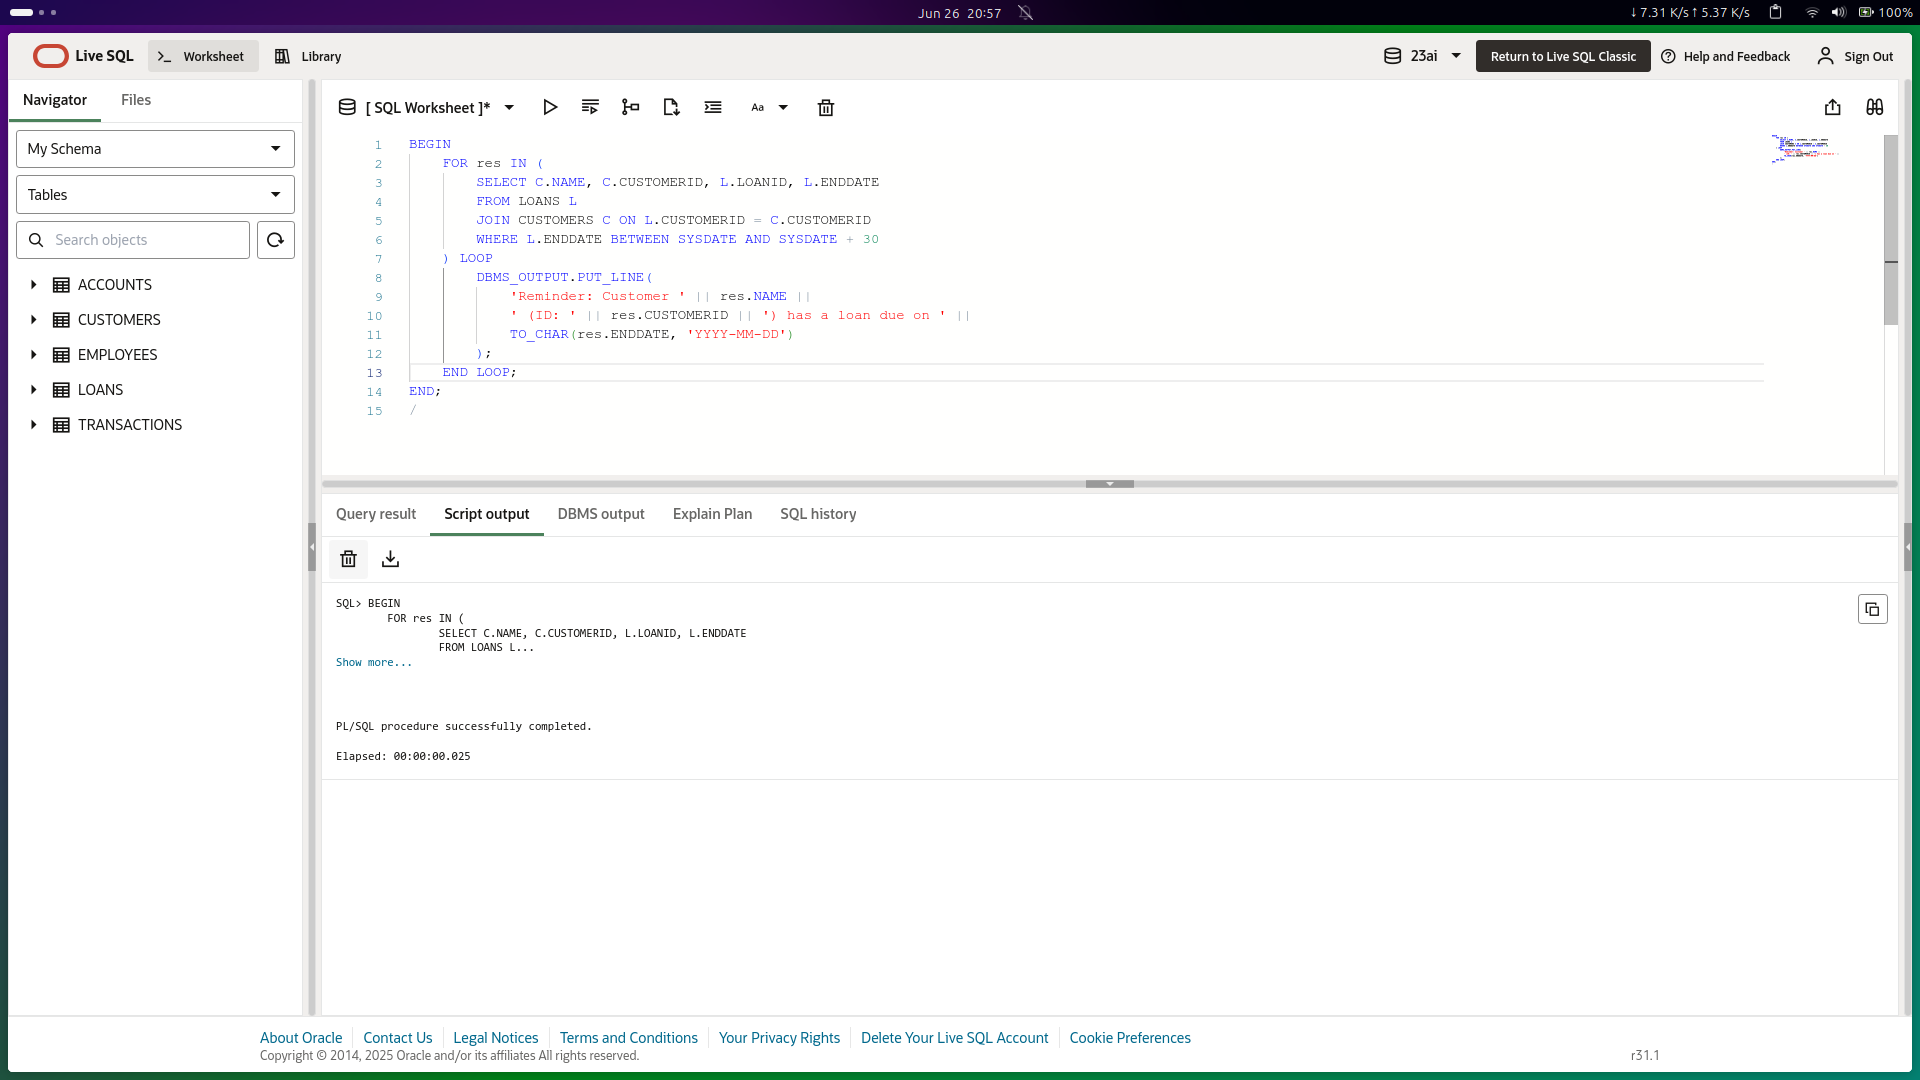 Jun 26 20:57
↓ 7.31 K/s ↑ 5.37 K/s
100%
Live SQL
Worksheet
Library
23ai
Return to Live SQL Classic
Help and Feedback
Sign Out
Navigator
Files
My Schema
Tables
Search objects
ACCOUNTS
CUSTOMERS
EMPLOYEES
LOANS
TRANSACTIONS
[ SQL Worksheet ]*
Aa
1 BEGIN
2     FOR res IN (
3         SELECT C.NAME, C.CUSTOMERID, L.LOANID, L.ENDDATE
4         FROM LOANS L
5         JOIN CUSTOMERS C ON L.CUSTOMERID = C.CUSTOMERID
6         WHERE L.ENDDATE BETWEEN SYSDATE AND SYSDATE + 30
7     ) LOOP
8         DBMS_OUTPUT.PUT_LINE(
9             'Reminder: Customer ' || res.NAME ||
10             ' (ID: ' || res.CUSTOMERID || ') has a loan due on ' ||
11             TO_CHAR(res.ENDDATE, 'YYYY-MM-DD')
12         );
13     END LOOP;
14 END;
15 /
Query result
Script output
DBMS output
Explain Plan
SQL history
SQL> BEGIN
        FOR res IN (
                SELECT C.NAME, C.CUSTOMERID, L.LOANID, L.ENDDATE
                FROM LOANS L...
Show more...
PL/SQL procedure successfully completed.
Elapsed: 00:00:00.025
About Oracle
Contact Us
Legal Notices
Terms and Conditions
Your Privacy Rights
Delete Your Live SQL Account
Cookie Preferences
Copyright © 2014, 2025 Oracle and/or its affiliates All rights reserved.
r31.1